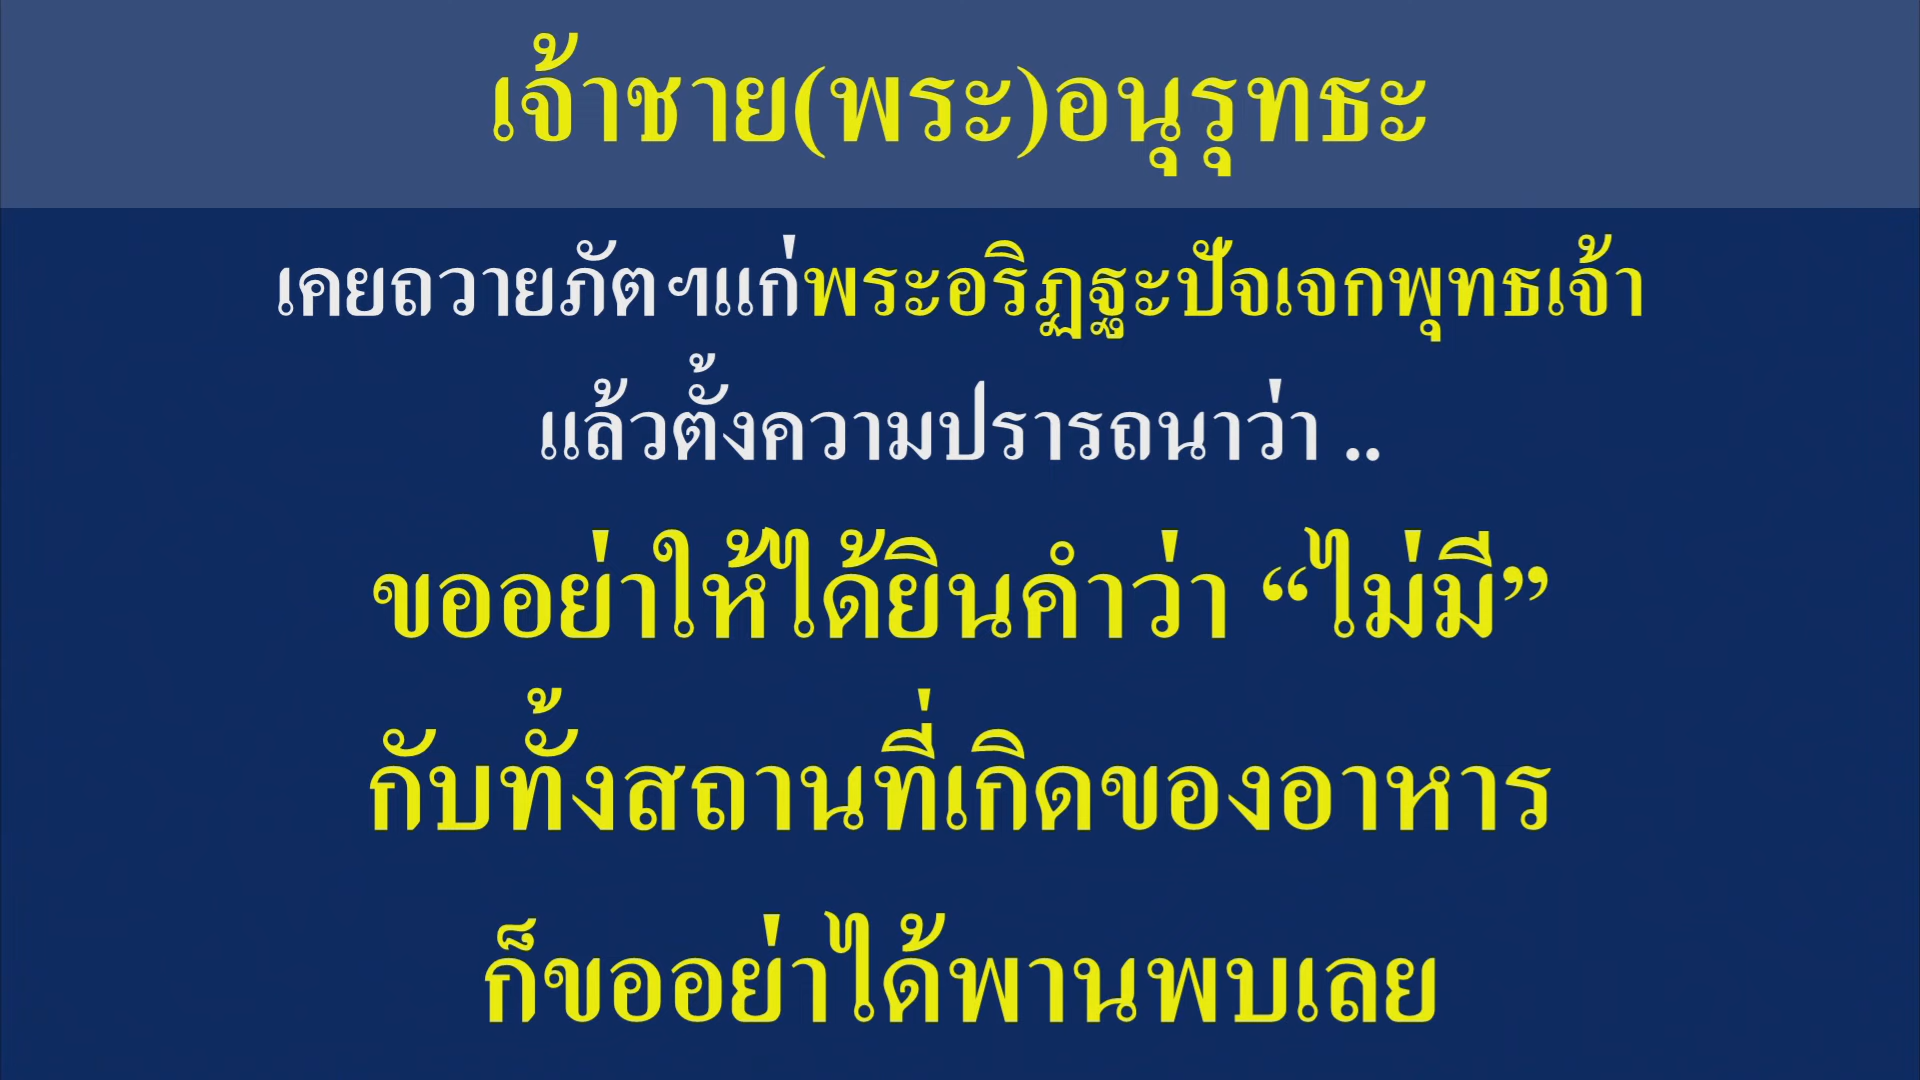 เจ้าชาย(พระ)อนุรุทธะ
เคยถวายภัตฯแก่พระอริฏฐะปัจเจกพุทธเจ้า
แล้วตั้งความปรารถนาว่า ..
ขออย่าให้ได้ยินคำว่า “ไม่มี”
กับทั้งสถานที่เกิดของอาหาร
ก็ขออย่าได้พานพบเลย